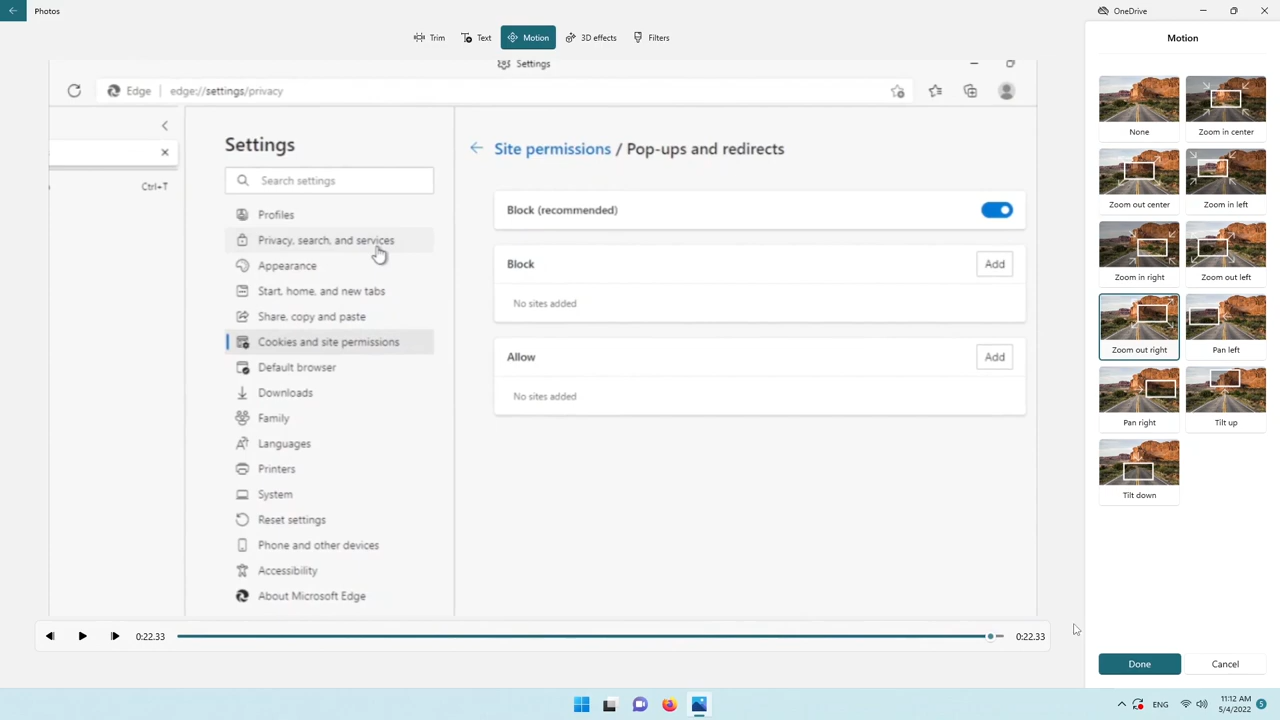 Photos
OneDrive
Trim
Text
Motion
3D effects
Filters
Motion
Settings
Edge
edge://settings/privacy
Ctrl+T
Settings
Search settings
Profiles
Privacy, search, and services
Appearance
Start, home, and new tabs
Share, copy and paste
Cookies and site permissions
Default browser
Downloads
Family
Languages
Printers
System
Reset settings
Phone and other devices
Accessibility
About Microsoft Edge
Site permissions / Pop-ups and redirects
Block (recommended)
Block
Add
No sites added
Allow
Add
No sites added
None
Zoom in center
Zoom out center
Zoom in left
Zoom in right
Zoom out left
Zoom out right
Pan left
Pan right
Tilt up
Tilt down
0:22.33
0:22.33
Done
Cancel
ENG
11:12 AM
5/4/2022
5